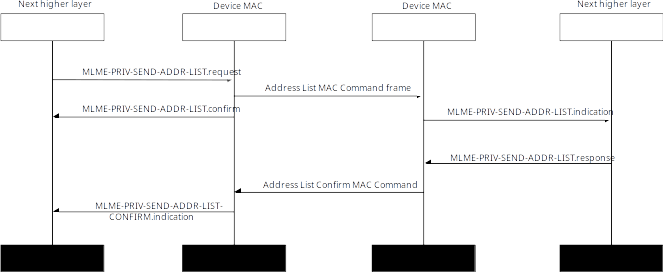 Next higher layer
Device MAC
Device MAC
Next higher layer
MLME-PRIV-SEND-ADDR-LIST.request
Address List MAC Command frame
MLME-PRIV-SEND-ADDR-LIST.confirm
MLME-PRIV-SEND-ADDR-LIST.indication
MLME-PRIV-SEND-ADDR-LIST.response
Address List Confirm MAC Command
MLME-PRIV-SEND-ADDR-LIST-
CONFIRM.indication